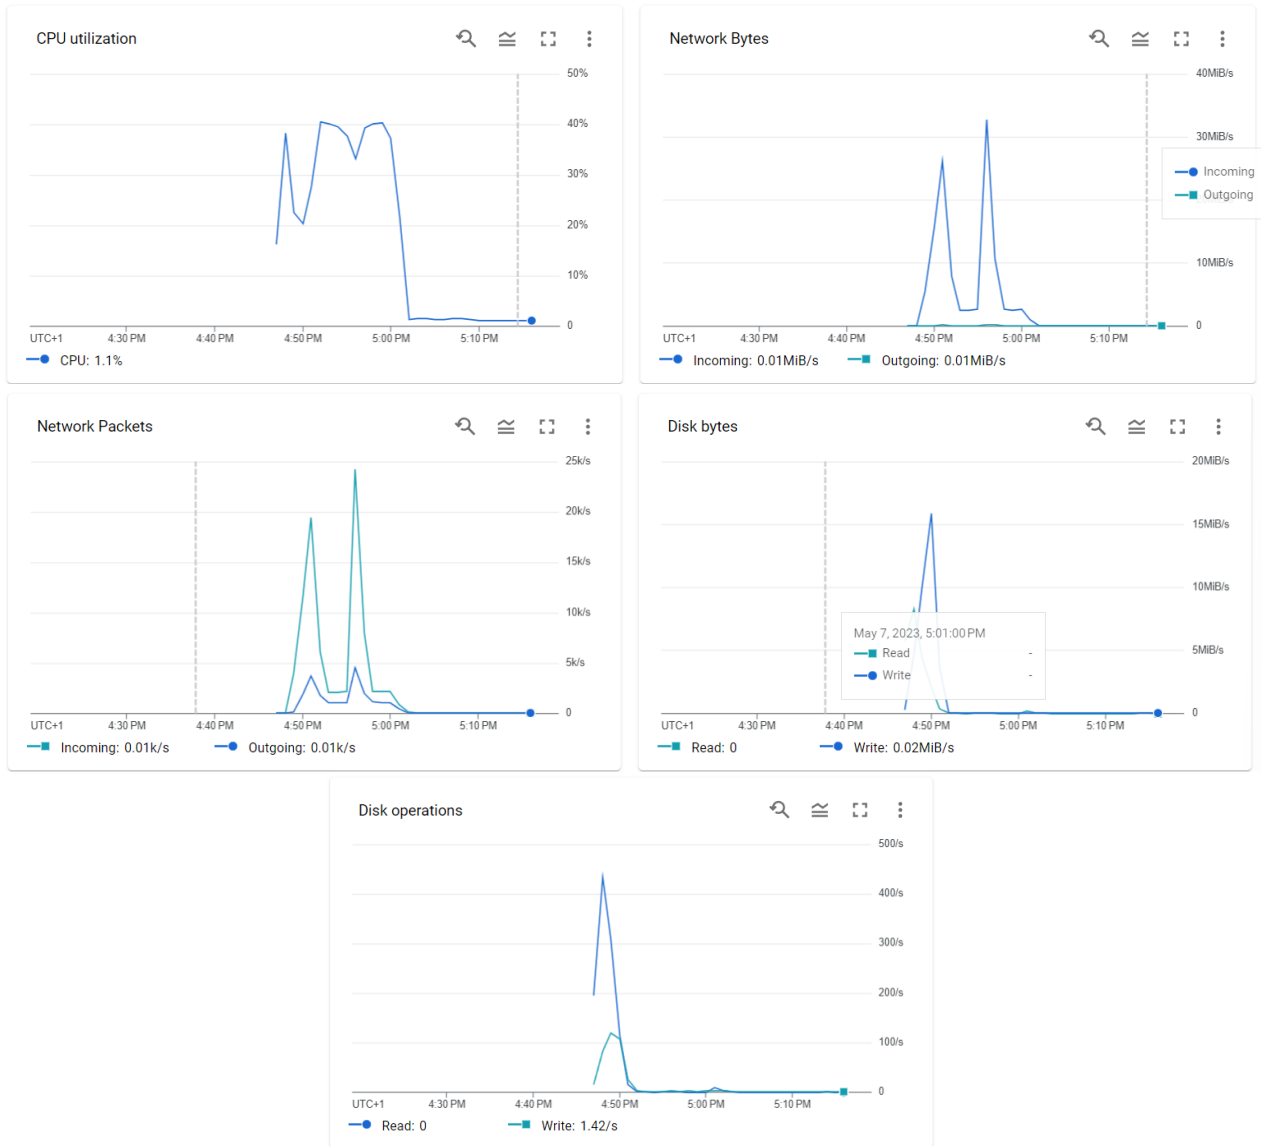 CPU utilization
50%
40%
30%
20%
10%
0
UTC+1 4:30 PM 4:40 PM 4:50 PM 5:00 PM 5:10 PM
CPU: 1.1%
Network Bytes
40MiB/s
30MiB/s
Incoming
Outgoing
10MiB/s
0
UTC+1 4:30 PM 4:40 PM 4:50 PM 5:00 PM 5:10 PM
Incoming: 0.01MiB/s Outgoing: 0.01MiB/s
Network Packets
25k/s
20k/s
15k/s
10k/s
5k/s
0
UTC+1 4:30 PM 4:40 PM 4:50 PM 5:00 PM 5:10 PM
Incoming: 0.01k/s Outgoing: 0.01k/s
Disk bytes
20MiB/s
15MiB/s
10MiB/s
May 7, 2023, 5:01:00 PM
Read -
Write -
5MiB/s
0
UTC+1 4:30 PM 4:40 PM 4:50 PM 5:00 PM 5:10 PM
Read: 0 Write: 0.02MiB/s
Disk operations
500/s
400/s
300/s
200/s
100/s
0
UTC+1 4:30 PM 4:40 PM 4:50 PM 5:00 PM 5:10 PM
Read: 0 Write: 1.42/s